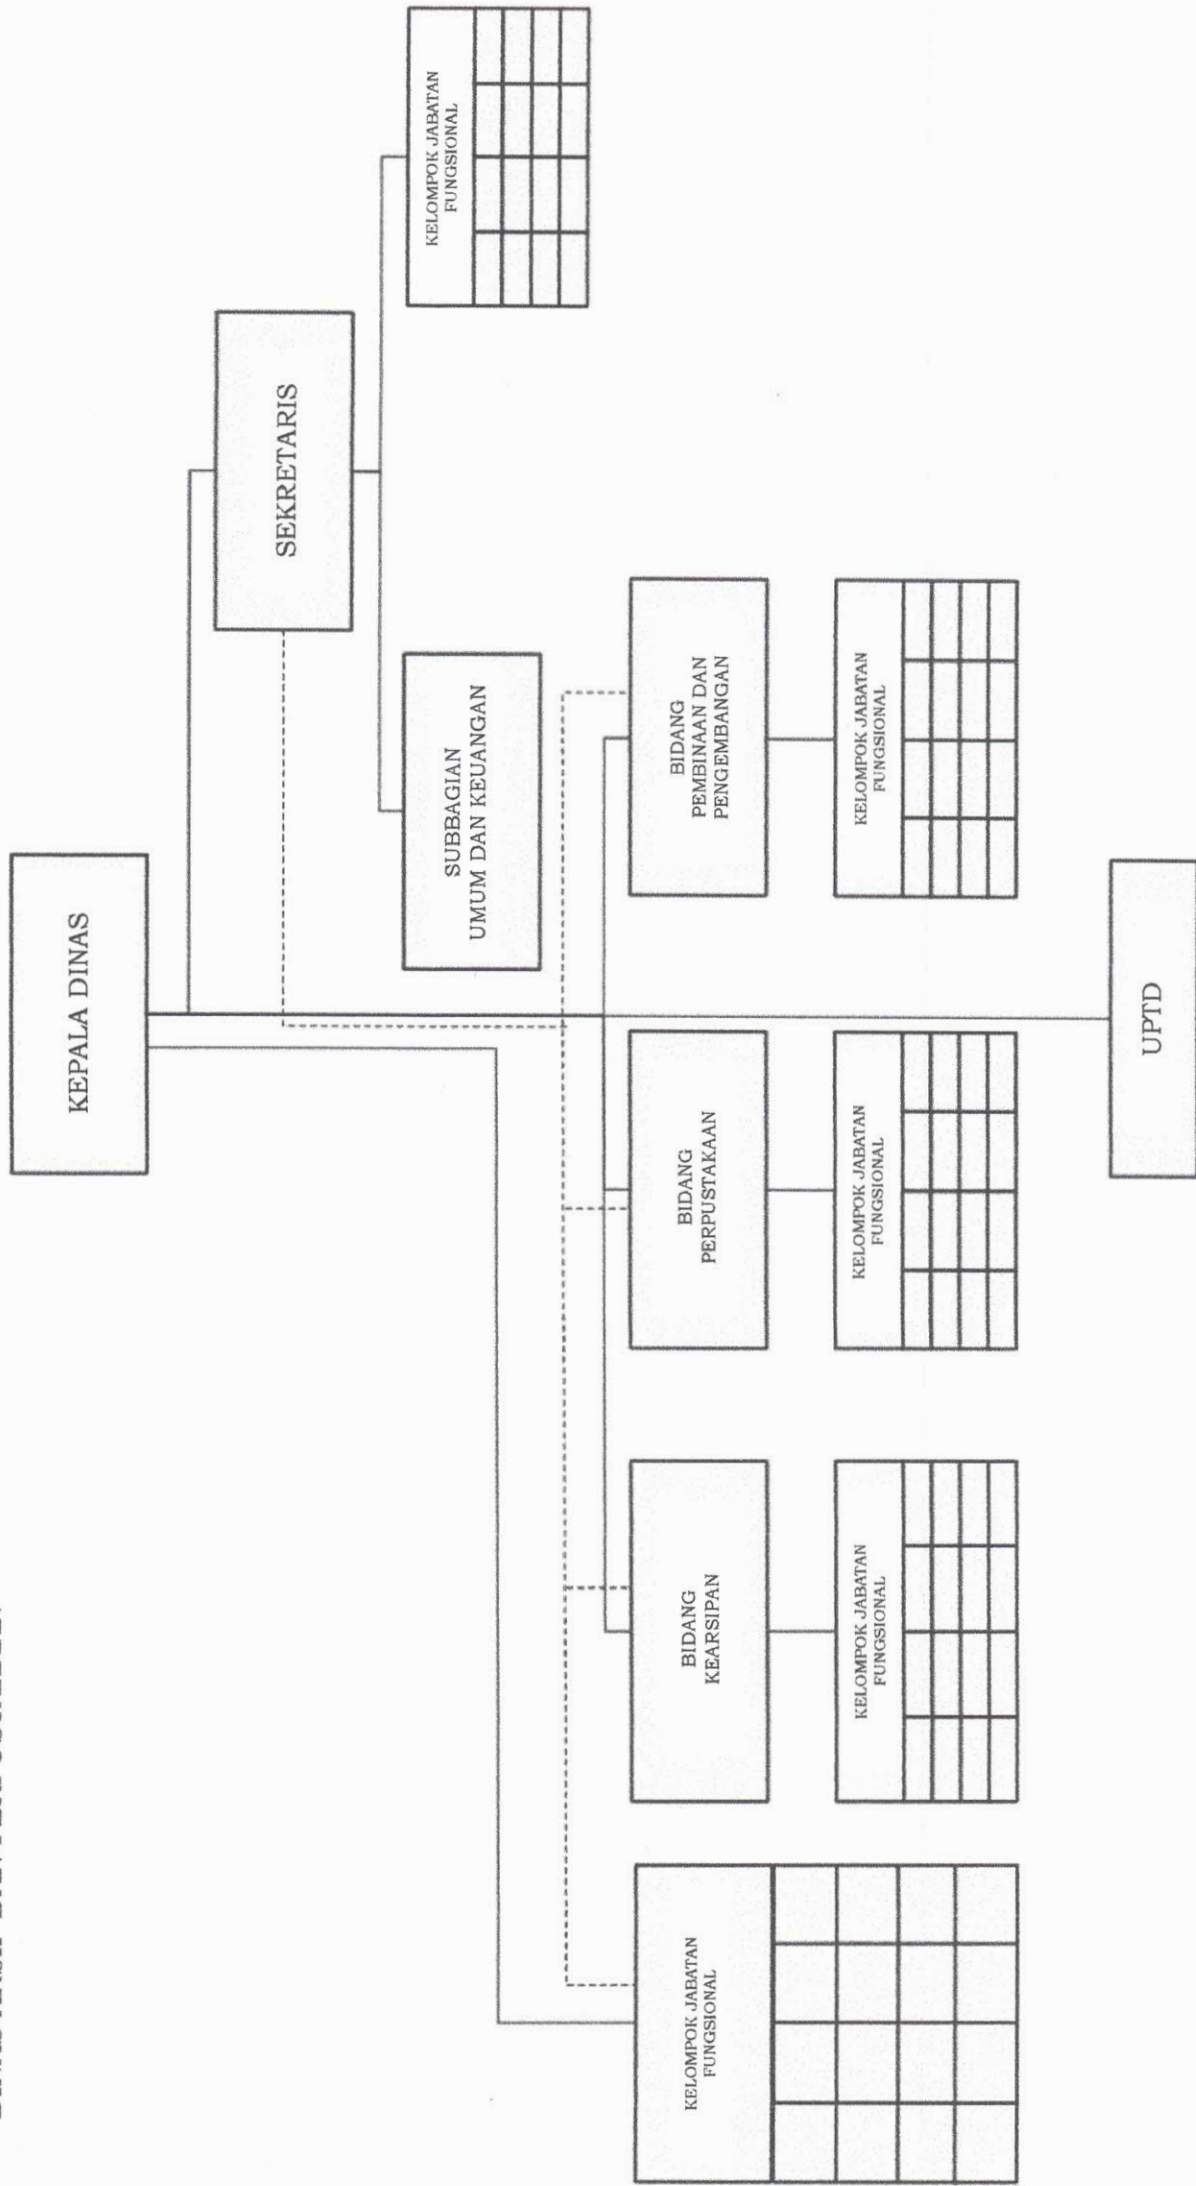 KEPALA DINAS
SEKRETARIS
SUBBAGIAN
UMUM DAN KEUANGAN
KELOMPOK JABATAN
FUNGSIONAL
KELOMPOK JABATAN
FUNGSIONAL
BIDANG
KEARSIPAN
BIDANG
PERPUSTAKAAN
BIDANG
PEMBINAAN DAN
PENGEMBANGAN
KELOMPOK JABATAN
FUNGSIONAL
KELOMPOK JABATAN
FUNGSIONAL
KELOMPOK JABATAN
FUNGSIONAL
UPTD